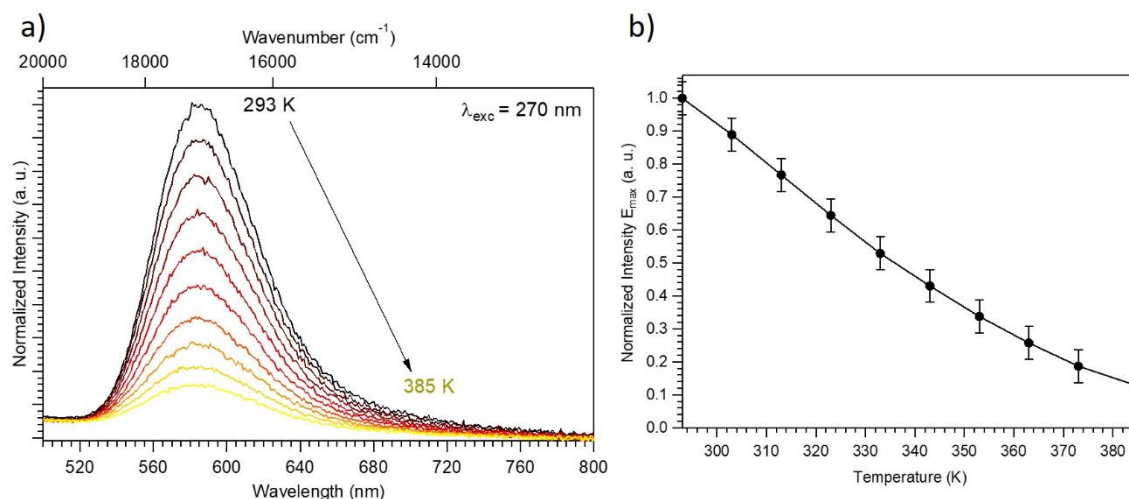 a)
Wavenumber (cm⁻¹)
20000 18000 16000 14000
Normalized Intensity (a. u.)
293 K
λexc = 270 nm
385 K
520 560 600 640 680 720 760 800
Wavelength (nm)
b)
Normalized Intensity Emax (a. u.)
1.0
0.9
0.8
0.7
0.6
0.5
0.4
0.3
0.2
0.1
0.0
300 310 320 330 340 350 360 370 380
Temperature (K)